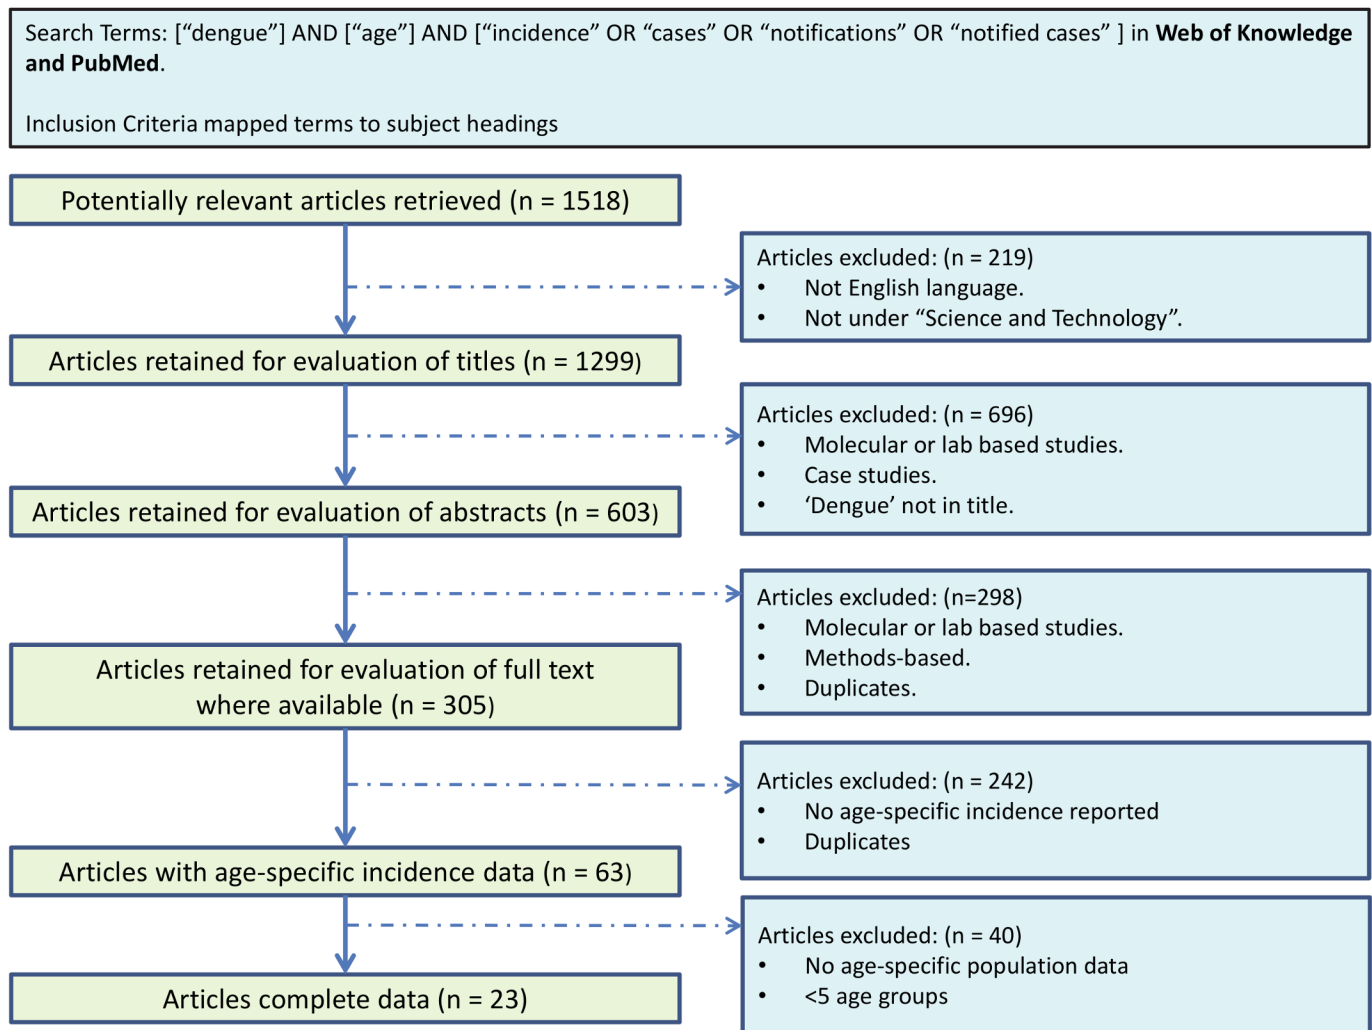 Search Terms: [“dengue”] AND [“age”] AND [“incidence” OR “cases” OR “notifications” OR “notified cases” ] in Web of Knowledge
and PubMed.
Inclusion Criteria mapped terms to subject headings
Potentially relevant articles retrieved (n = 1518)
Articles excluded: (n = 219)
• Not English language.
• Not under “Science and Technology”.
Articles retained for evaluation of titles (n = 1299)
Articles excluded: (n = 696)
• Molecular or lab based studies.
• Case studies.
• ‘Dengue’ not in title.
Articles retained for evaluation of abstracts (n = 603)
Articles excluded: (n=298)
• Molecular or lab based studies.
• Methods-based.
• Duplicates.
Articles retained for evaluation of full text
where available (n = 305)
Articles excluded: (n = 242)
• No age-specific incidence reported
• Duplicates
Articles with age-specific incidence data (n = 63)
Articles excluded: (n = 40)
• No age-specific population data
• <5 age groups
Articles complete data (n = 23)